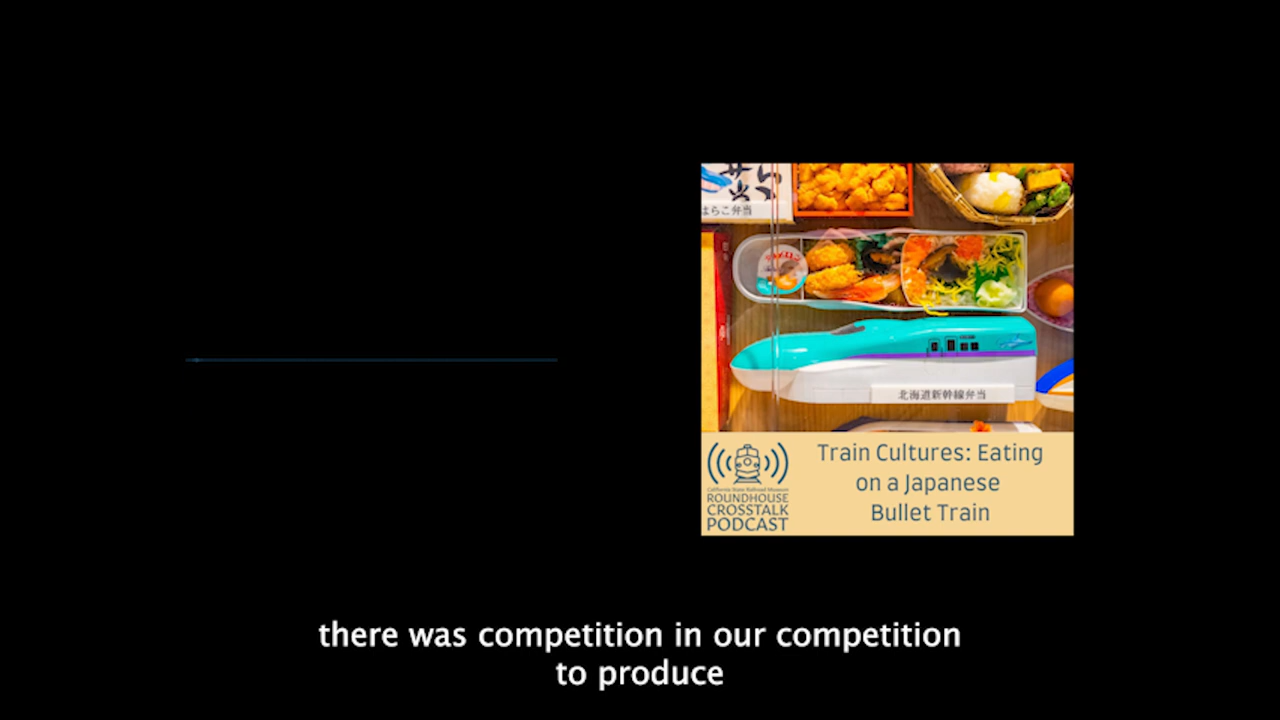 はらこ弁当
北海道新幹線弁当
California State Railroad Museum
ROUNDHOUSE
CROSSTALK
PODCAST
Train Cultures: Eating
on a Japanese
Bullet Train
there was competition in our competition
to produce